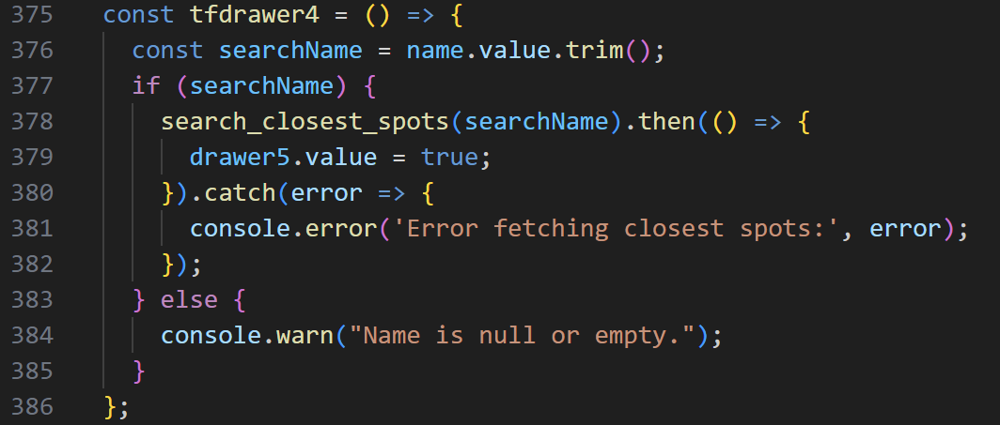 375 const tfdrawer4 = () => {
376 const searchName = name.value.trim();
377 if (searchName) {
378 search_closest_spots(searchName).then(() => {
379 drawer5.value = true;
380 }).catch(error => {
381 console.error('Error fetching closest spots:', error);
382 });
383 } else {
384 console.warn("Name is null or empty.");
385 }
386 };